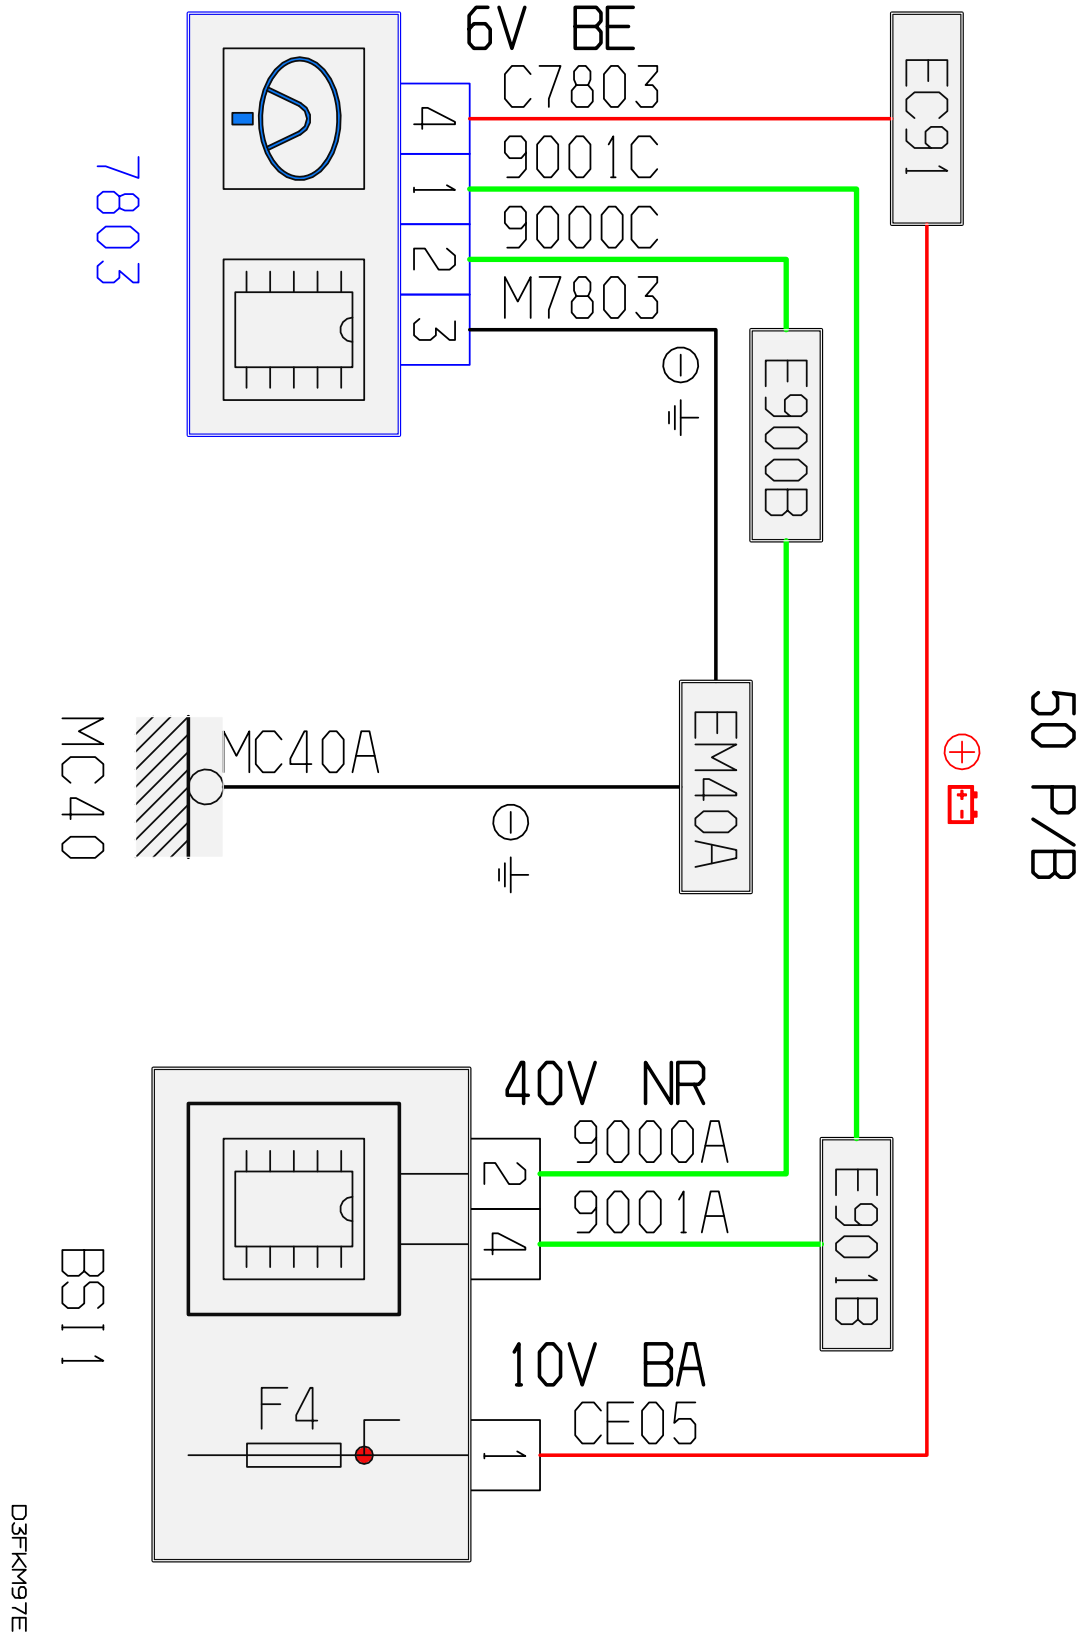 6V BE
C7803
4
9001C
1
9000C
2
M7803
3
7803
EC91
E900B
50 P/B
MC40A
MC40
EM40A
40V NR
9000A
2
9001A
4
E901B
BSI1
10V BA
CE05
1
F4
D3FKM97E